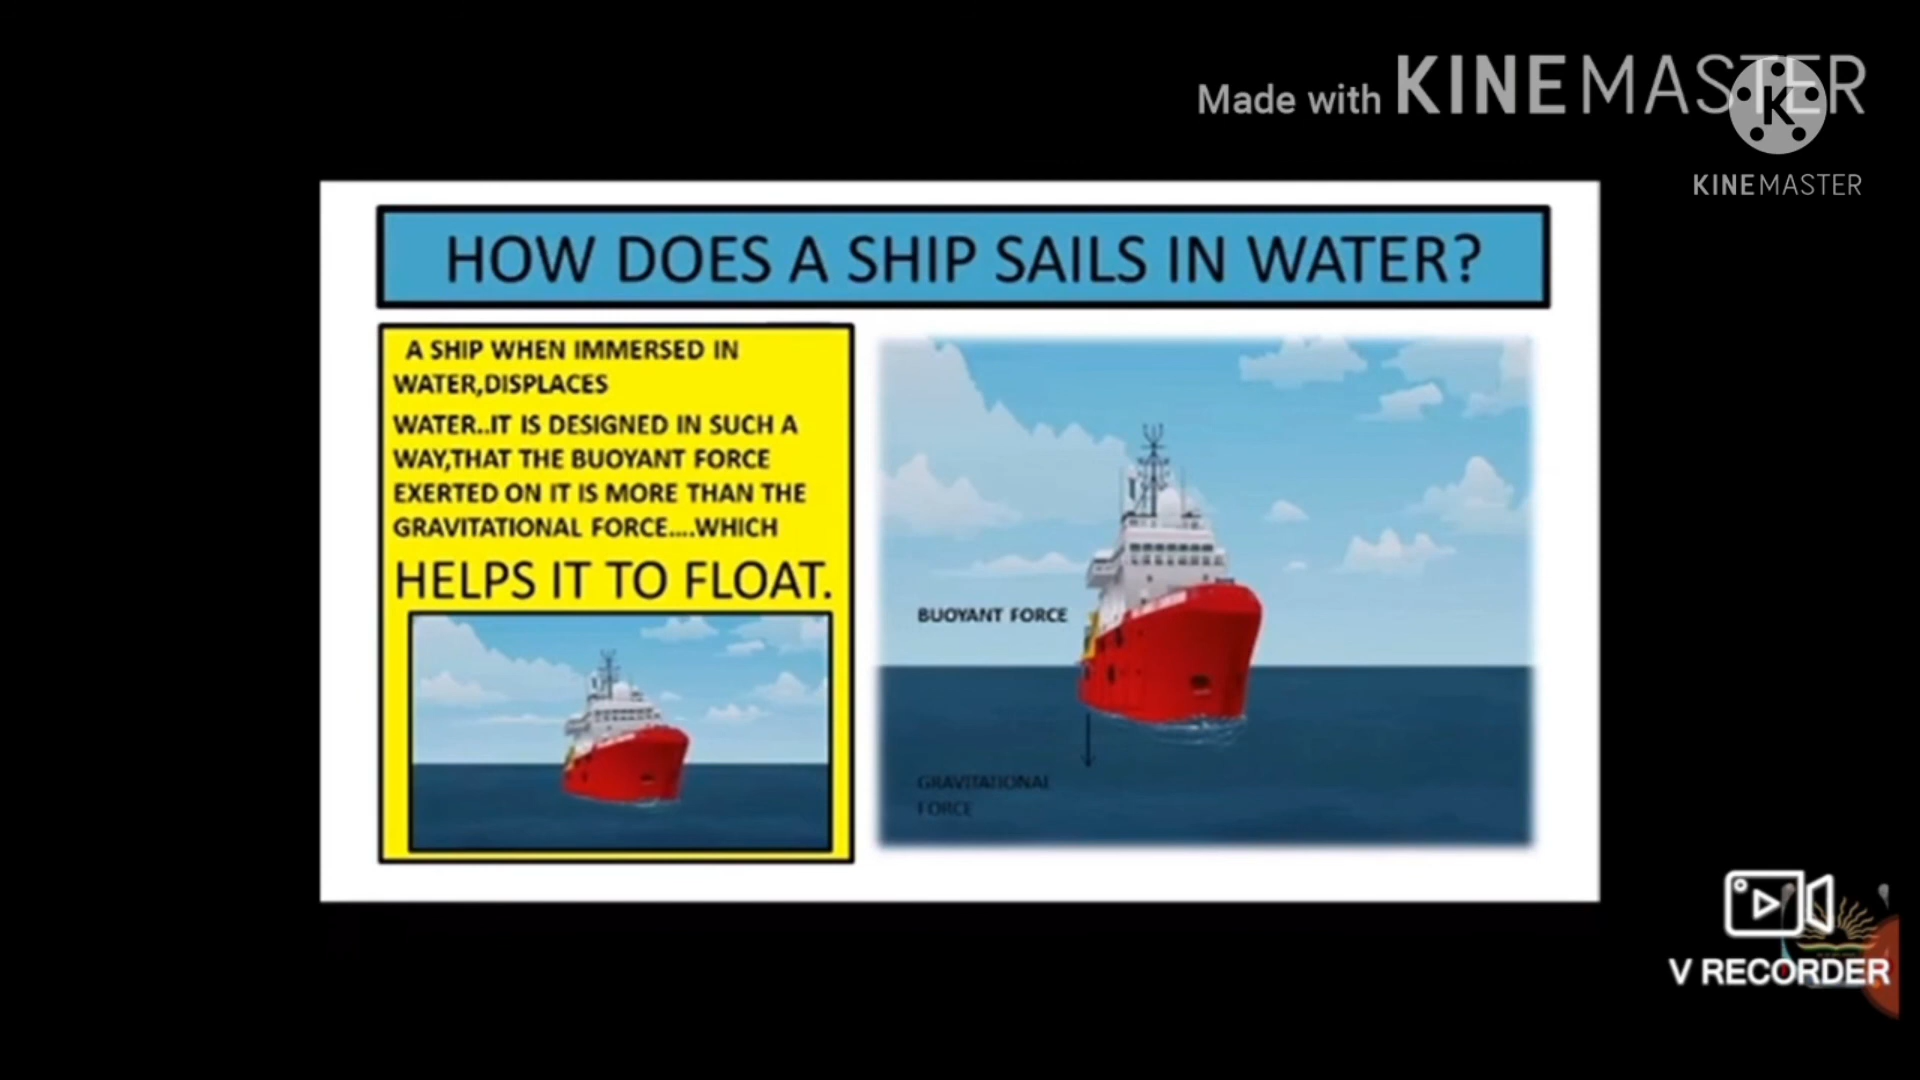 Made with KINEMASTER
KINEMASTER
HOW DOES A SHIP SAILS IN WATER?
A SHIP WHEN IMMERSED IN
WATER,DISPLACES
WATER..IT IS DESIGNED IN SUCH A
WAY,THAT THE BUOYANT FORCE
EXERTED ON IT IS MORE THAN THE
GRAVITATIONAL FORCE....WHICH
HELPS IT TO FLOAT.
BUOYANT FORCE
GRAVITATIONAL
FORCE
V RECORDER